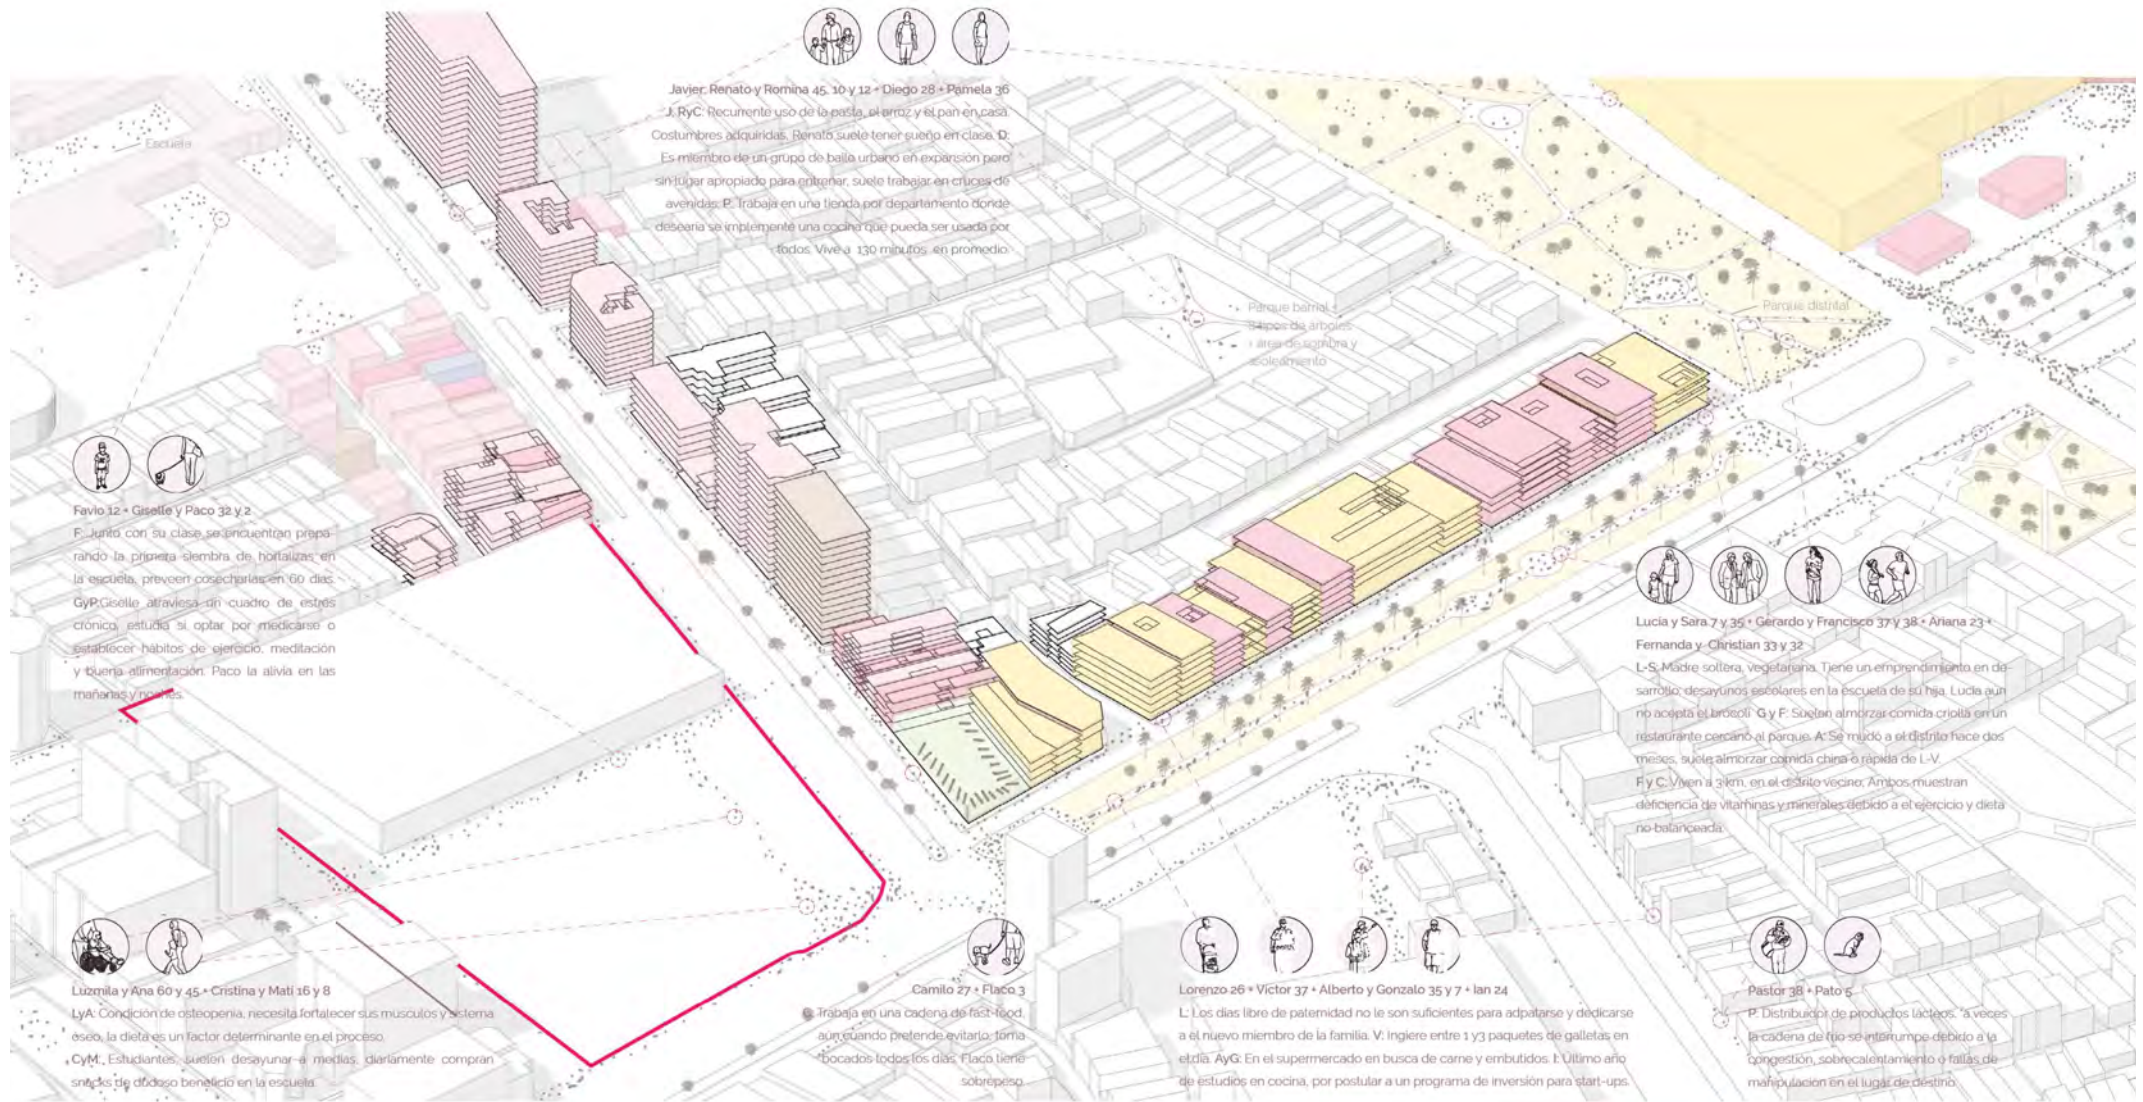 Javier, Renato y Romina 45, 10 y 12 + Diego 28 + Pamela 36
J, RyC: Recurrente uso de la pasta, el arroz y el pan en casa.
Costumbres adquiridas. Renato suele tener sueño en clase. D:
Es miembro de un grupo de baile urbano en expansión pero
sin lugar apropiado para entrenar, suele trabajar en cruces de
avenidas. P: Trabaja en una tienda por departamento donde
desearía se implemente una cocina que pueda ser usada por
todos. Vive a 130 minutos en promedio.
Escuela
Parque barrial +
tipos de árboles
+ área de sombra y
asoleamiento
Parque distrital
Favio 12 + Giselle y Paco 32 y 2
F: Junto con su clase se encuentran prepa-
rando la primera siembra de hortalizas en
la escuela, preveen cosecharlas en 60 días.
GyP:Giselle atraviesa un cuadro de estrés
crónico, estudia si optar por medicarse o
establecer hábitos de ejercicio, meditación
y buena alimentación. Paco la alivia en las
mañanas y noches.
Lucía y Sara 7 y 35 + Gerardo y Francisco 37 y 38 + Ariana 23 +
Fernanda y Christian 33 y 32
L-S: Madre soltera, vegetariana. Tiene un emprendimiento en de
sarrollo: desayunos escolares en la escuela de su hija. Lucía aún
no acepta el brócoli. G y F: Suelen almorzar comida criolla en un
restaurante cercano al parque. A: Se mudó a el distrito hace dos
meses, suele almorzar comida china o rápida de L-V.
F y C: Viven a 3 km, en el distrito vecino. Ambos muestran
deficiencia de vitaminas y minerales debido a el ejercicio y dieta
no balanceada.
Luzmila y Ana 60 y 45 + Cristina y Mati 16 y 8
LyA: Condición de osteopenia, necesita fortalecer sus musculos y sistema
óseo, la dieta es un factor determinante en el proceso.
CyM: Estudiantes, suelen desayunar a medias, diariamente compran
snacks de dudoso beneficio en la escuela.
Camilo 27 + Flaco 3
Trabaja en una cadena de fast-food,
aún cuando pretende evitarlo, toma
bocados todos los días. Flaco tiene
sobrepeso.
Lorenzo 26 + Victor 37 + Alberto y Gonzalo 35 y 7 + Ian 24
L: Los días libre de paternidad no le son suficientes para adpatarse y dedicarse
a el nuevo miembro de la familia. V: Ingiere entre 1 y3 paquetes de galletas en
el día. AyG: En el supermercado en busca de carne y embutidos. I: Último año
de estudios en cocina, por postular a un programa de inversión para start-ups.
Pastor 38 + Pato 5
P: Distribuidor de productos lácteos, "a veces
la cadena de frío se interrumpe debido a la
congestión, sobrecalentamiento o fallas de
manipulación en el lugar de destino.